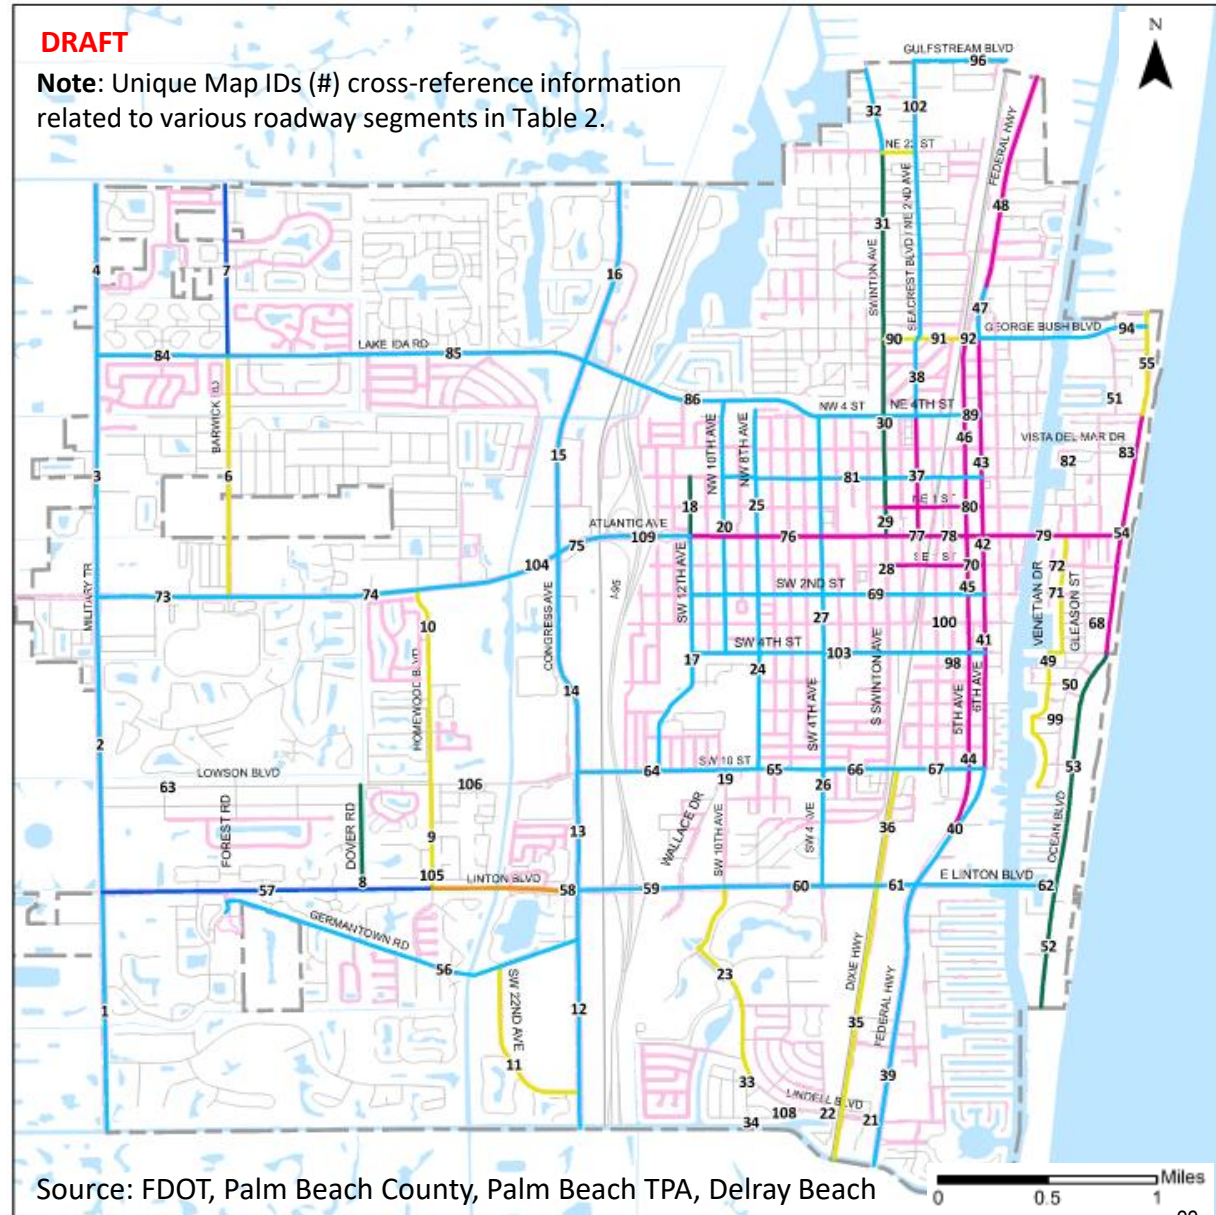 DRAFT
Note: Unique Map IDs (#) cross-reference information
related to various roadway segments in Table 2.
N
GULFSTREAM BLVD
96
32
102
NE 22 ST
FEDERAL HWY
48
31
SWINTON AVE
SEACREST BLVD / NE 2ND AVE
4
7
16
47
GEORGE BUSH BLVD
94
90
91
92
55
84
LAKE IDA RD
85
38
51
86
NW 4 ST
NE 4TH ST
89
30
BARWICK RD
NW 10TH AVE
NW 8TH AVE
46
VISTA DEL MAR DR
83
82
43
15
3
6
81
37
18
25
NE 1 ST
80
20
29
ATLANTIC AVE
109
76
77
78
79
54
75
42
104
28
SE 1 ST
70
72
MILITARY TR
73
74
I-95
SW 12TH AVE
SW 2ND ST
69
45
71
VENETIAN DR
GLEASON ST
10
CONGRESS AVE
27
100
68
SW 4TH ST
103
41
17
24
98
49
HOMEWOOD BLVD
14
SW 4TH AVE
S SWINTON AVE
5TH AVE
6TH AVE
50
99
2
SW 10 ST
44
64
65
66
67
53
LOWSON BLVD
63
106
19
26
FOREST RD
DOVER RD
9
13
WALLACE DR
SW 10TH AVE
SW 4 AVE
36
40
OCEAN BLVD
57
8
105
LINTON BLVD
58
59
60
61
E LINTON BLVD
62
GERMANTOWN RD
56
SW 22ND AVE
23
DIXIE HWY
52
1
12
35
FEDERAL HWY
11
33
39
LINDELL BLVD
34
108
22
21
Source: FDOT, Palm Beach County, Palm Beach TPA, Delray Beach
Miles
0 0.5 1